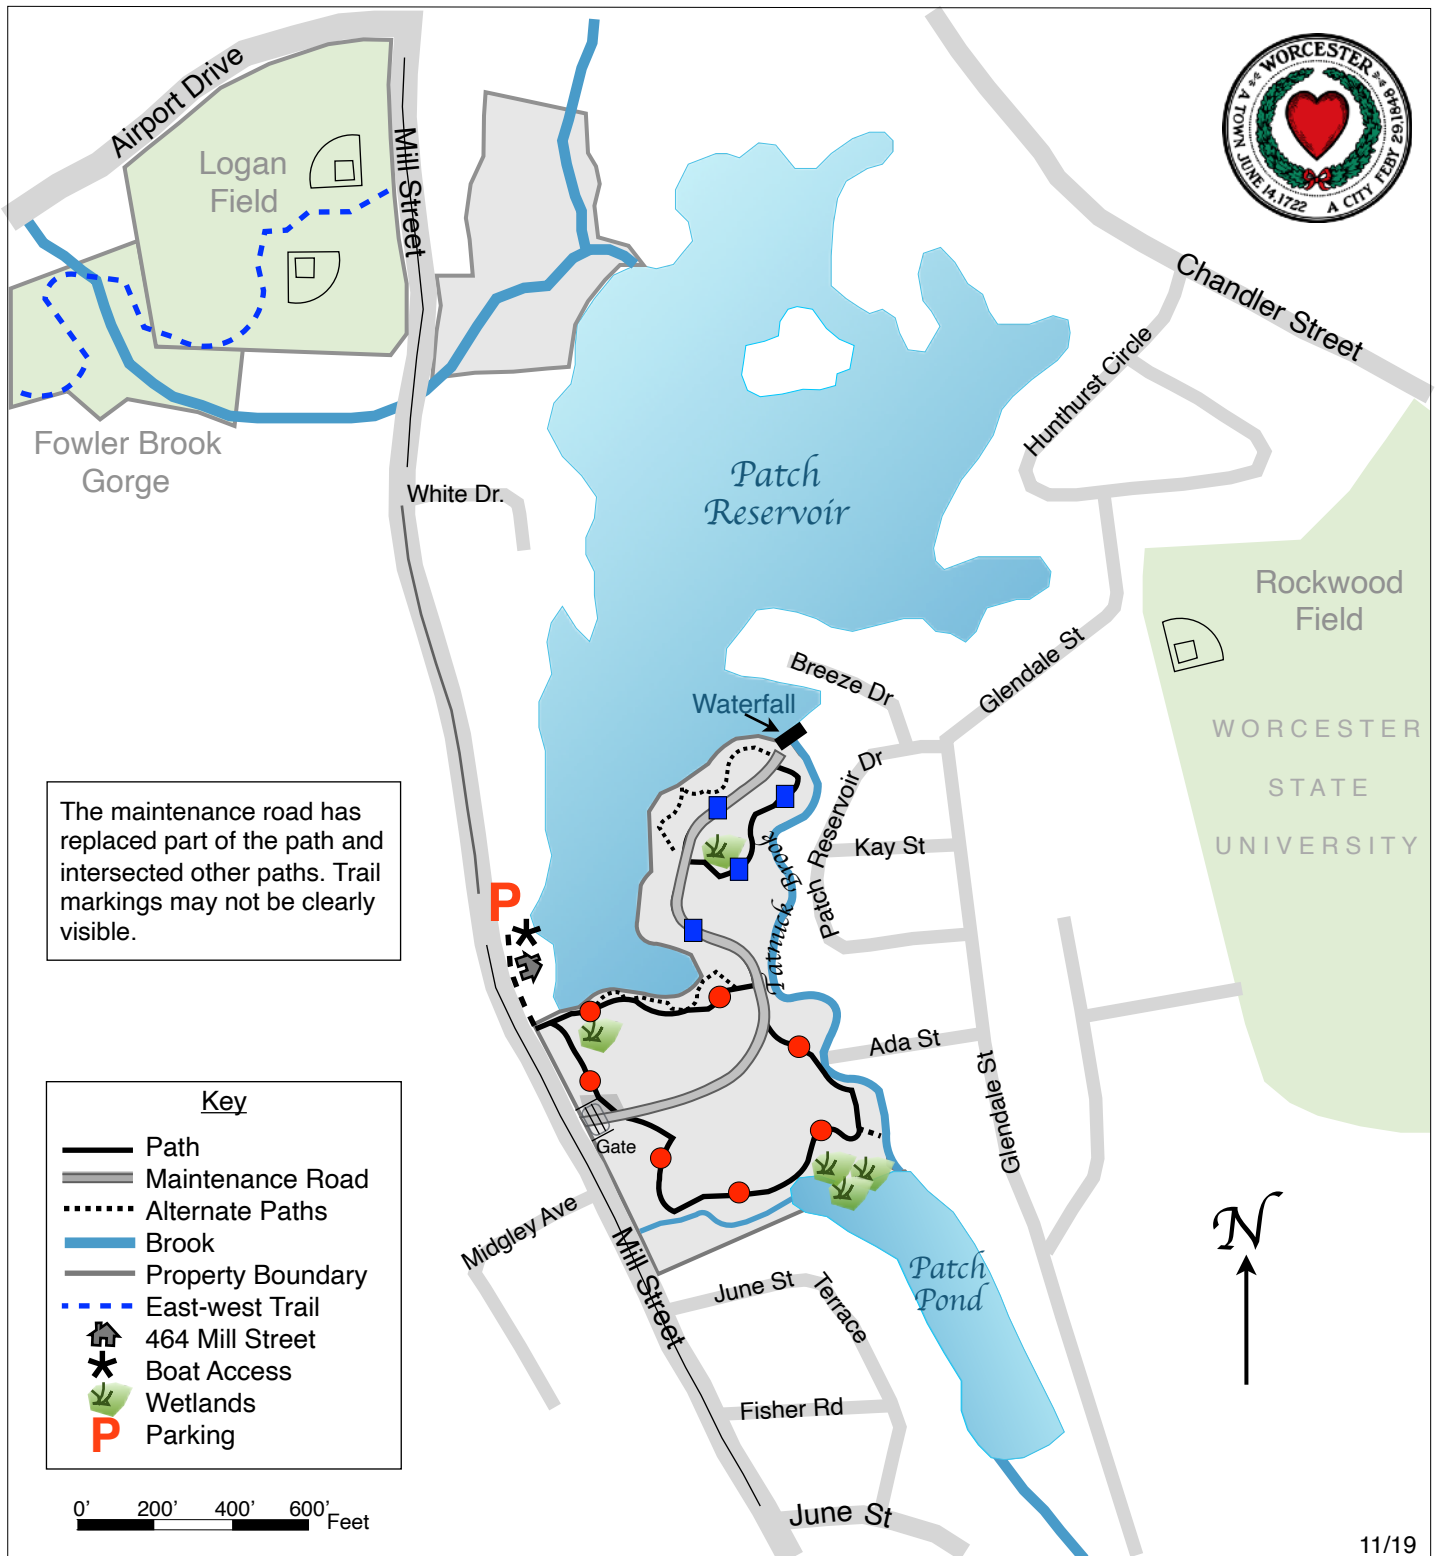 WORCESTER
A TOWN JUNE 14, 1722
A CITY FEBY 29, 1848
Airport Drive
Logan
Field
Mill Street
Chandler Street
Hunthurst Circle
Fowler Brook
Gorge
White Dr.
Patch
Reservoir
Rockwood
Field
WORCESTER
STATE
UNIVERSITY
Glendale St
Breeze Dr
Waterfall
Patch Reservoir Dr
Kay St
Tatnuck Brook
The maintenance road has
replaced part of the path and
intersected other paths. Trail
markings may not be clearly
visible.
P
Ada St
Glendale St
Gate
Midgley Ave
Mill Street
June St
Terrace
Patch
Pond
Fisher Rd
June St
N
Key
Path
Maintenance Road
Alternate Paths
Brook
Property Boundary
East-west Trail
464 Mill Street
Boat Access
Wetlands
P Parking
0' 200' 400' 600' Feet
11/19